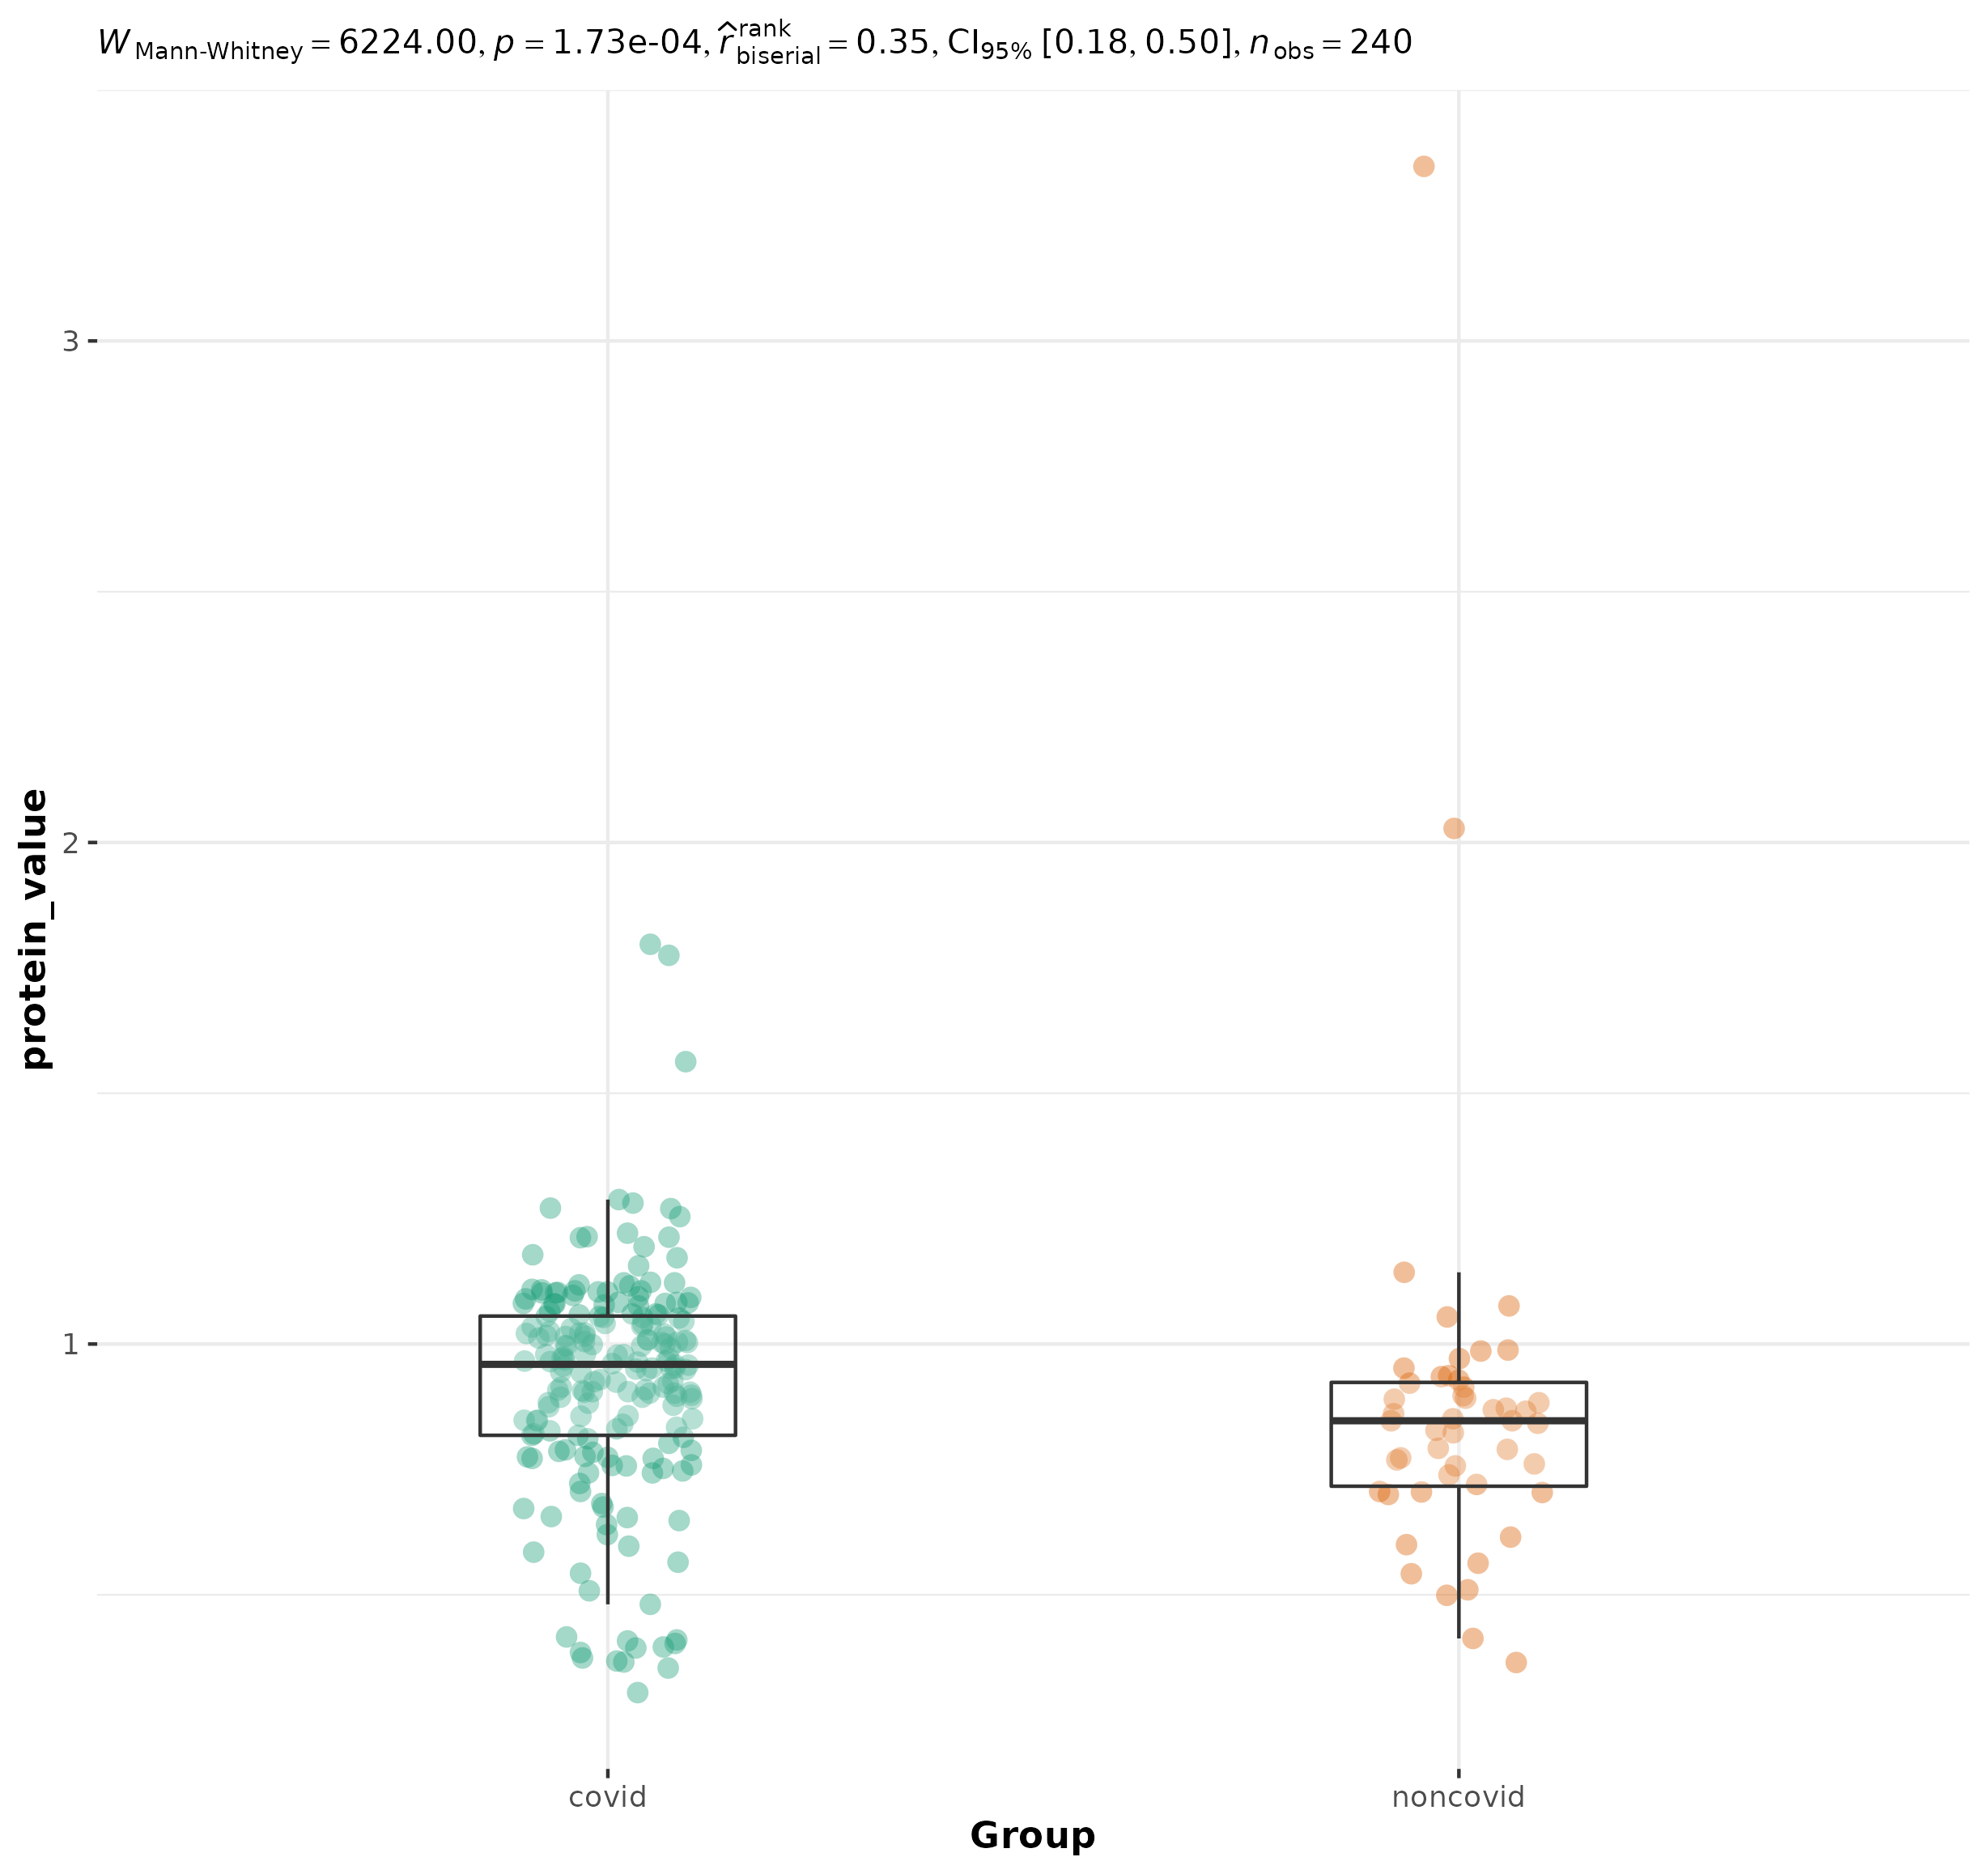 W Mann-Whitney = 6224.00, p = 1.73e-04, r̂ rank biserial = 0.35, CI95% [0.18, 0.50], n obs = 240
3
2
1
protein_value
covid noncovid
Group